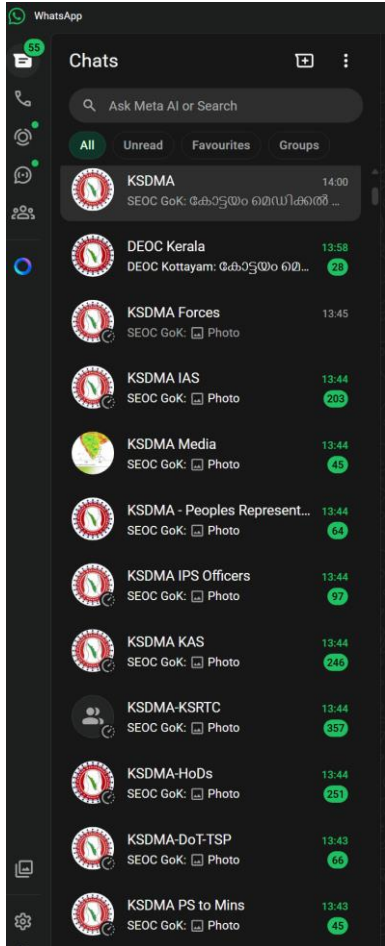 WhatsApp
55
Chats
Ask Meta AI or Search
All Unread Favourites Groups
KSDMA 14:00
SEOC GoK: കോട്ടയം മെഡിക്കൽ ...
DEOC Kerala 13:58
DEOC Kottayam: കോട്ടയം മെ... 28
KSDMA Forces 13:45
SEOC GoK: Photo
KSDMA IAS 13:44
SEOC GoK: Photo 203
KSDMA Media 13:44
SEOC GoK: Photo 45
KSDMA - Peoples Represent... 13:44
SEOC GoK: Photo 64
KSDMA IPS Officers 13:44
SEOC GoK: Photo 97
KSDMA KAS 13:44
SEOC GoK: Photo 246
KSDMA-KSRTC 13:44
SEOC GoK: Photo 357
KSDMA-HoDs 13:44
SEOC GoK: Photo 251
KSDMA-DoT-TSP 13:43
SEOC GoK: Photo 66
KSDMA PS to Mins 13:43
SEOC GoK: Photo 45